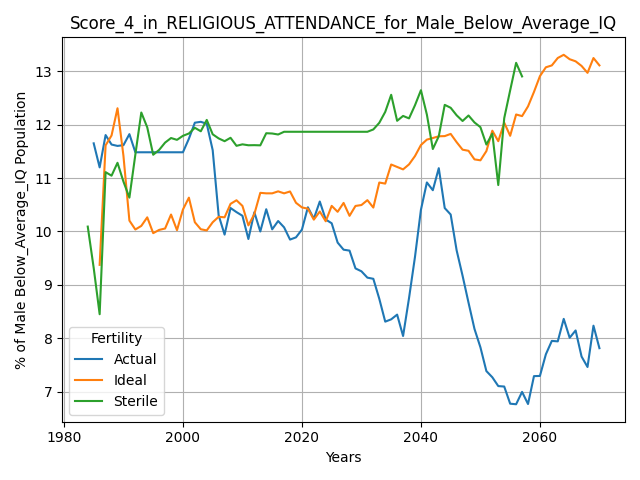 Score_4_in_RELIGIOUS_ATTENDANCE_for_Male_Below_Average_IQ
% of Male Below_Average_IQ Population
13
12
11
10
9
8
7
Fertility
Actual
Ideal
Sterile
1980
2000
2020
2040
2060
Years